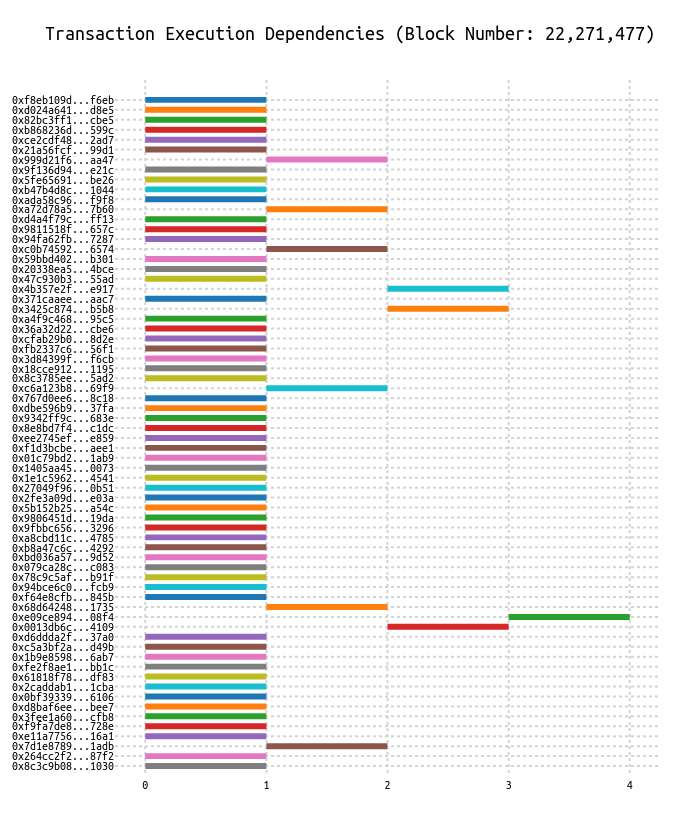 Transaction Execution Dependencies (Block Number: 22,271,477)
0xf8eb109d...f6eb
0xd024a641...d8e5
0x82bc3ff1...cbe5
0xb868236d...599c
0xce2cdf48...2ad7
0x21a56fcf...99d1
0x999d21f6...aa47
0x9f136d94...e21c
0x5fe65691...be26
0xb47b4d8c...1044
0xada58c96...f9f8
0xa72d78a5...7b60
0xd4a4f79c...ff13
0x9811518f...657c
0x94fa62fb...7287
0xc0b74592...6574
0x59bbd402...b301
0x20338ea5...4bce
0x47c930b3...55ad
0x4b357e2f...e917
0x371caaee...aac7
0x3425c874...b5b8
0xa4f9c468...95c5
0x36a32d22...cbe6
0xcfab29b0...8d2e
0xfb2337c6...56f1
0x3d84399f...f6cb
0x18cce912...1195
0x8c3785ee...5ad2
0xc6a123b8...69f9
0x767d0ee6...8c18
0xdbe596b9...37fa
0x9342ff9c...683e
0x8e8bd7f4...c1dc
0xee2745ef...e859
0xf1d3bcbe...aee1
0x01c79bd2...1ab9
0x1405aa45...0073
0x1e1c5962...4541
0x27049f96...0b51
0x2fe3a09d...e03a
0x5b152b25...a54c
0x9806451d...19da
0x9fbbc656...3296
0xa8cbd11c...4785
0xb8a47c6c...4292
0xbd036a57...9d52
0x079ca28c...c083
0x78c9c5af...b91f
0x94bce6c0...fcb9
0xf64e8cfb...845b
0x68d64248...1735
0xe09ce894...08f4
0x0013db6c...4109
0xd6ddda2f...37a0
0xc5a3bf2a...d49b
0x1b9e8598...6ab7
0xfe2f8ae1...bb1c
0x61818f78...df83
0x2caddab1...1cba
0x0bf39339...6106
0xd8baf6ee...bee7
0x3fee1a60...cfb8
0xf9fa7de8...728e
0xe11a7756...16a1
0x7d1e8789...1adb
0x264cc2f2...87f2
0x8c3c9b08...1030
0 1 2 3 4